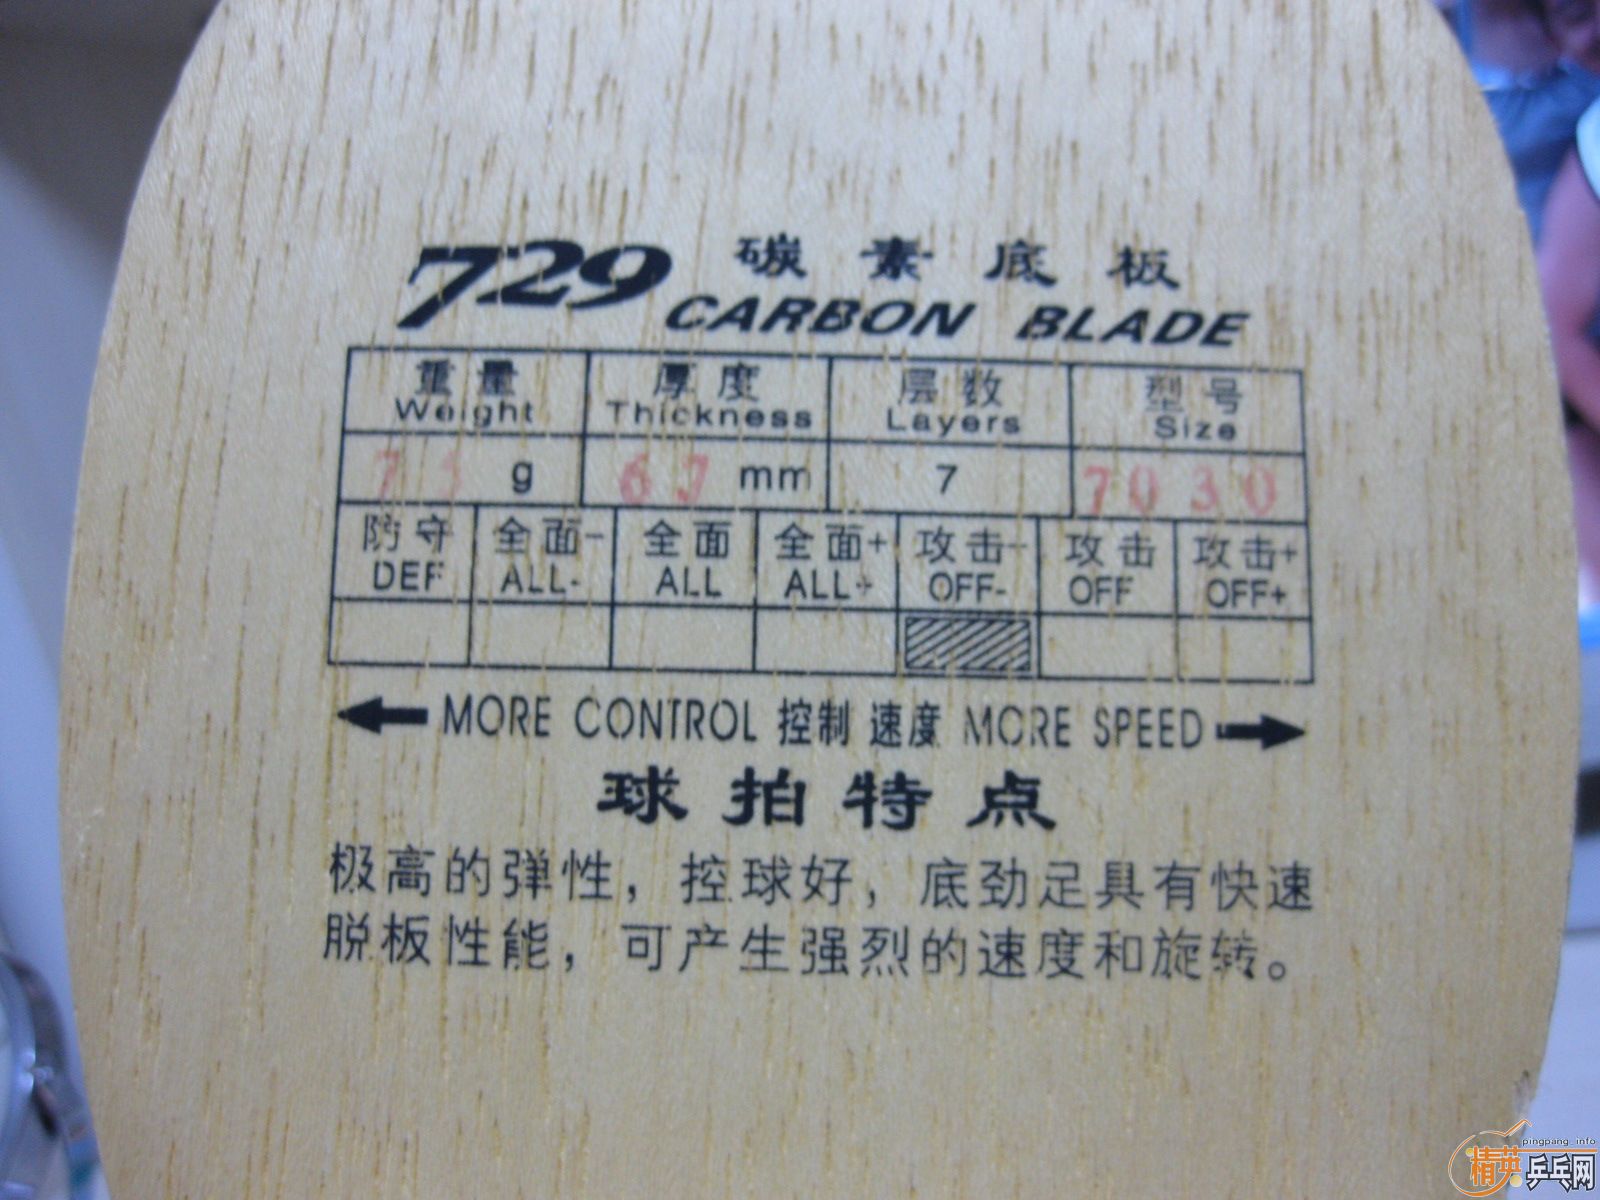 729 碳素底板
CARBON BLADE
重量 厚度 层数 型号
Weight Thickness Layers Size
g mm 7 7030
防守 全面- 全面 全面+ 攻击- 攻击 攻击+
DEF ALL- ALL ALL+ OFF- OFF OFF+
MORE CONTROL 控制 速度 MORE SPEED
球拍特点
极高的弹性，控球好，底劲足具有快速
脱板性能，可产生强烈的速度和旋转。
pingpang_info
精英乒乓网